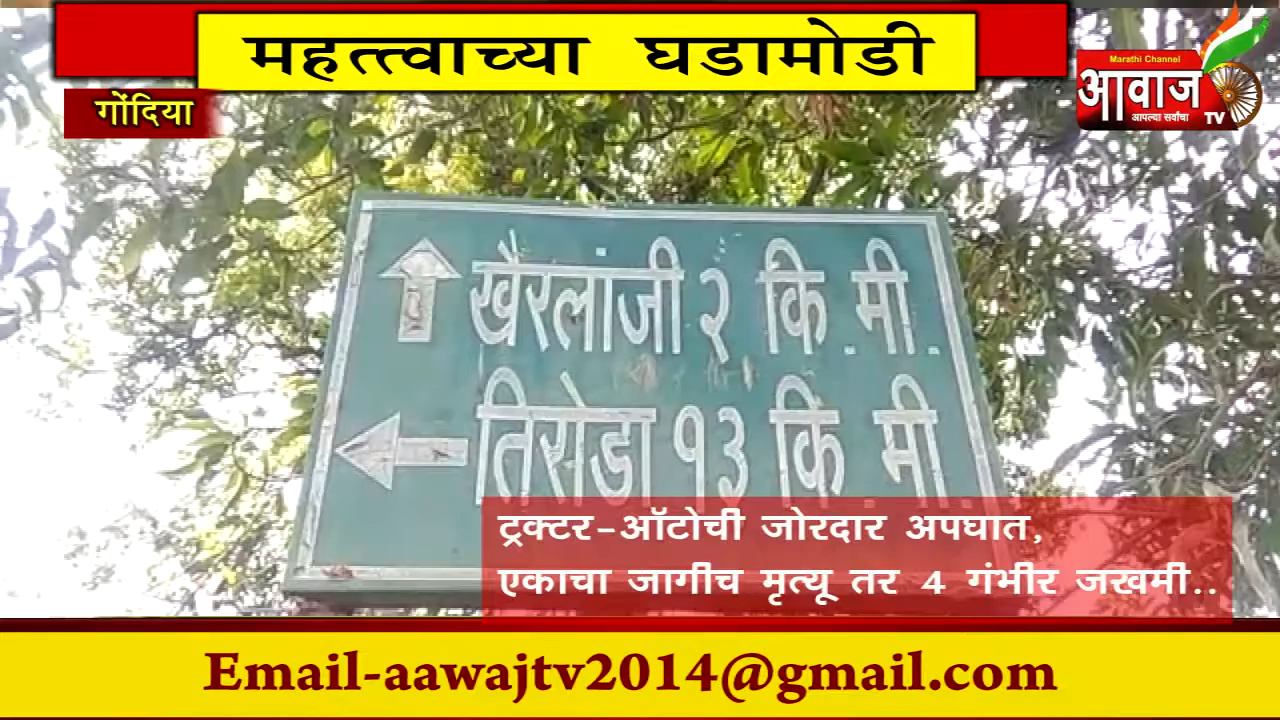 महत्त्वाच्या घडामोडी
गोंदिया
Marathi Channel
आवाज
आपल्या सर्वांचा
TV
खैरलांजी २ कि.मी.
तिरोडा १३ कि.मी.
ट्रक्टर-ऑटोची जोरदार अपघात,
एकाचा जागीच मृत्यू तर 4 गंभीर जखमी..
Email-aawajtv2014@gmail.com